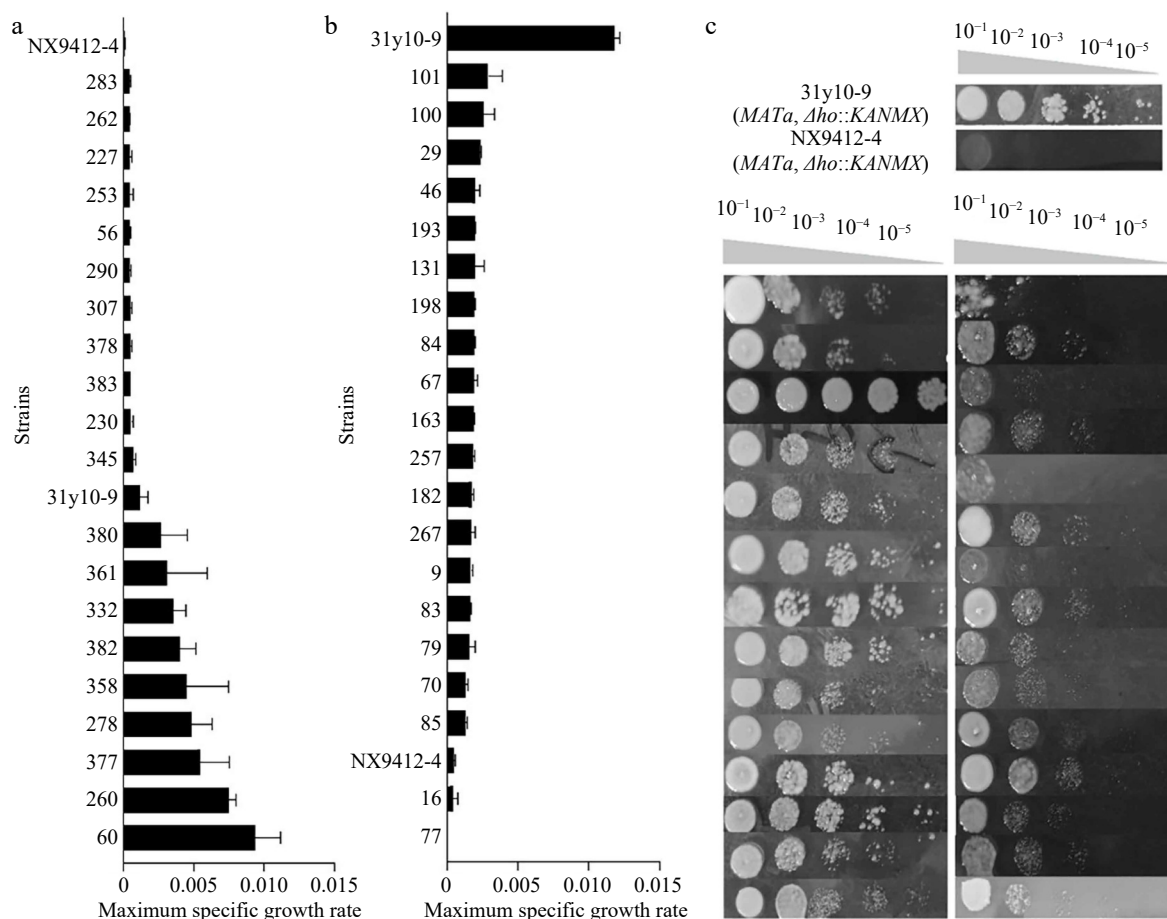 a
NX9412-4
283
262
227
253
56
290
307
378
383
230
345
31y10-9
380
361
332
382
358
278
377
260
60
Strains
0 0.005 0.010 0.015
Maximum specific growth rate
b
31y10-9
101
100
29
46
193
131
198
84
67
163
257
182
267
9
83
79
70
85
NX9412-4
16
77
Strains
0 0.005 0.010 0.015
Maximum specific growth rate
c
10⁻¹ 10⁻² 10⁻³ 10⁻⁴ 10⁻⁵
31y10-9
(MATa, Δho::KANMX)
NX9412-4
(MATa, Δho::KANMX)
10⁻¹ 10⁻² 10⁻³ 10⁻⁴ 10⁻⁵
10⁻¹ 10⁻² 10⁻³ 10⁻⁴ 10⁻⁵